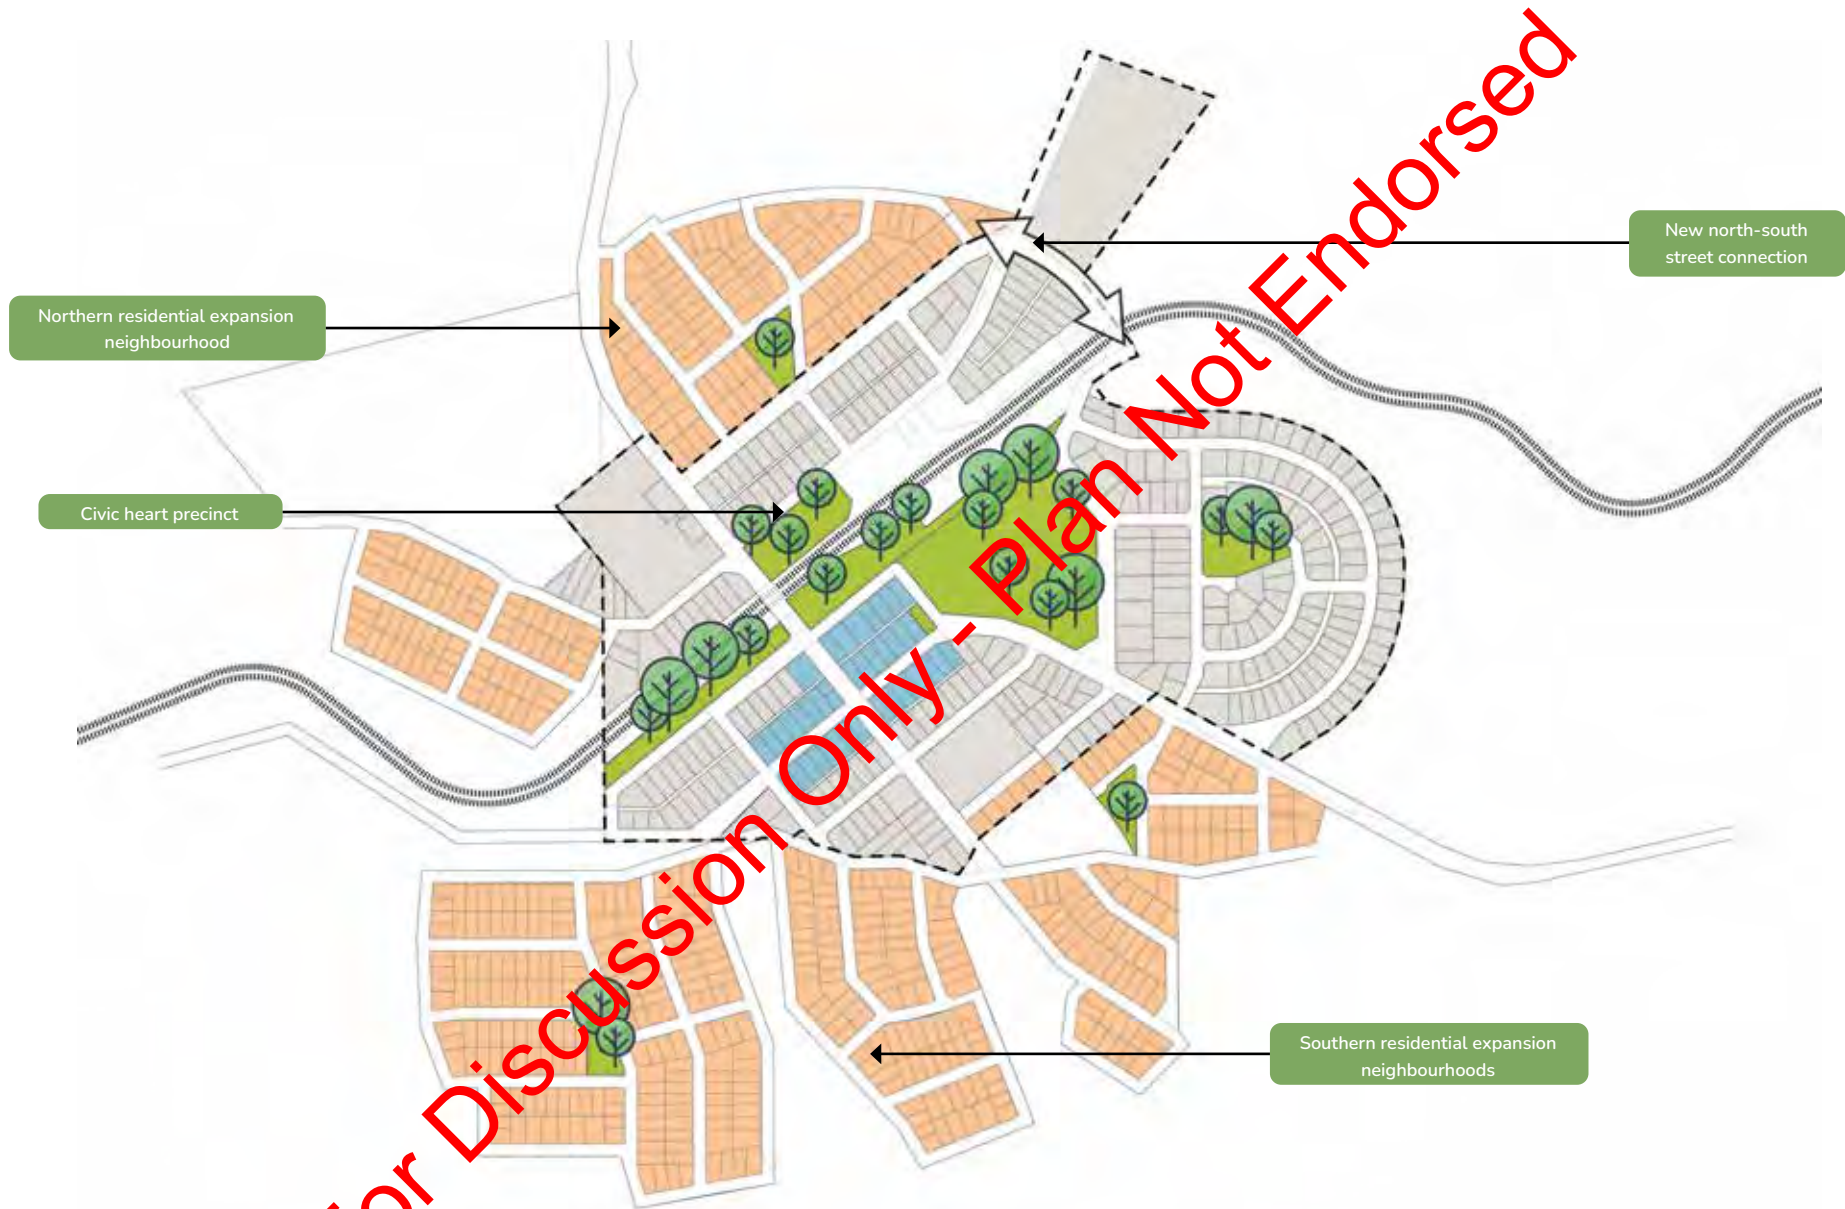 New north-south
street connection
Northern residential expansion
neighbourhood
Civic heart precinct
Southern residential expansion
neighbourhoods
Discussion Only - Plan Not Endorsed